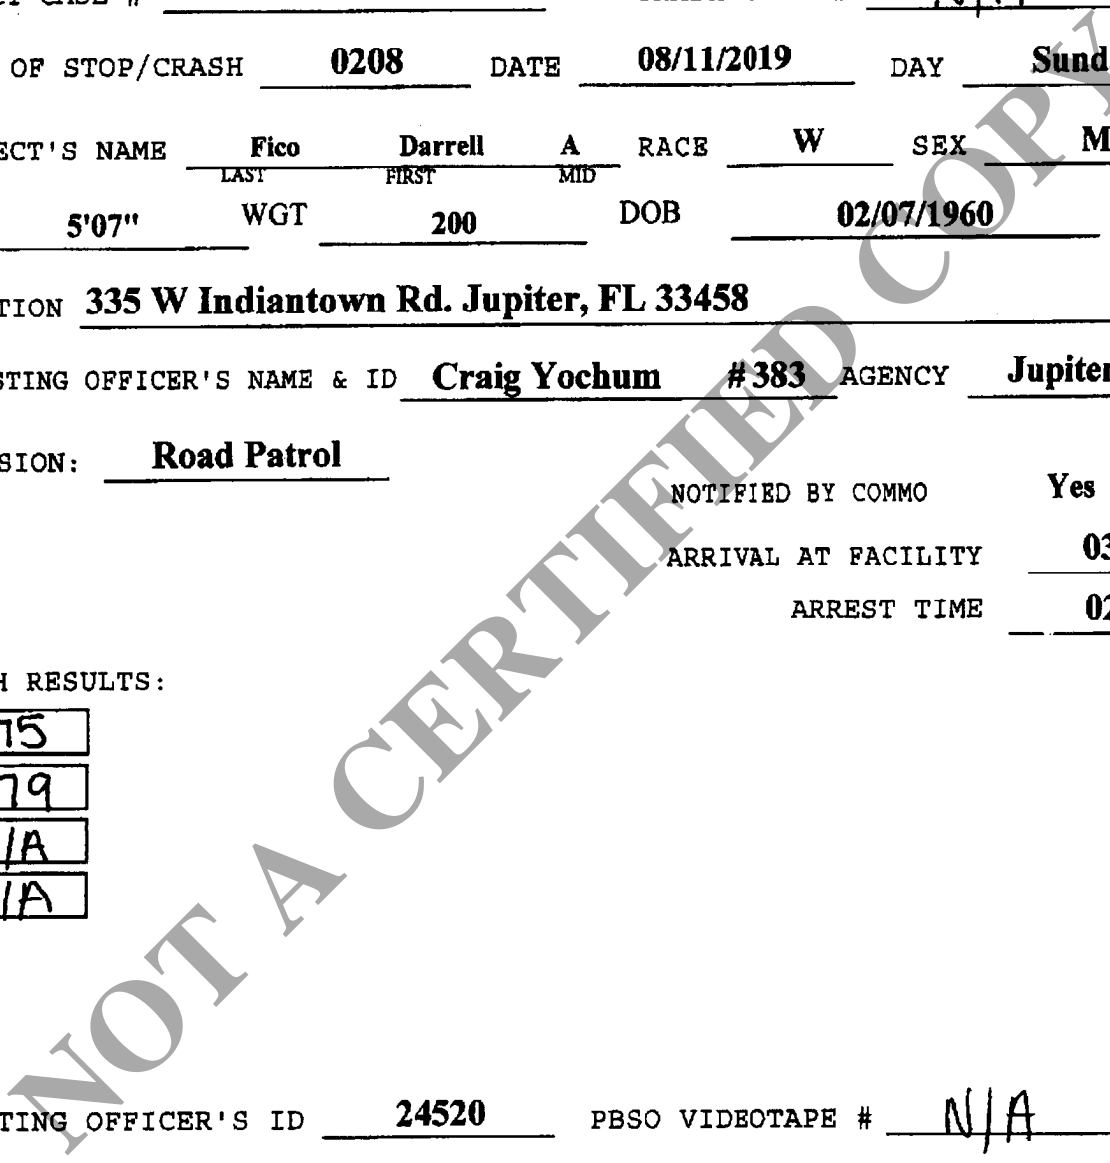 CASE #
N/A
OF STOP/CRASH 0208 DATE 08/11/2019 DAY Sund
ECT'S NAME Fico Darrell A RACE W SEX M
LAST FIRST MID
5'07" WGT 200 DOB 02/07/1960
TION 335 W Indiantown Rd. Jupiter, FL 33458
STING OFFICER'S NAME & ID Craig Yochum #383 AGENCY Jupiter
SION: Road Patrol
NOTIFIED BY COMMO Yes
ARRIVAL AT FACILITY 03
ARREST TIME 02
H RESULTS:
75
79
/A
/A
TING OFFICER'S ID 24520 PBSO VIDEOTAPE # N/A
NOT A CERTIFIED COPY